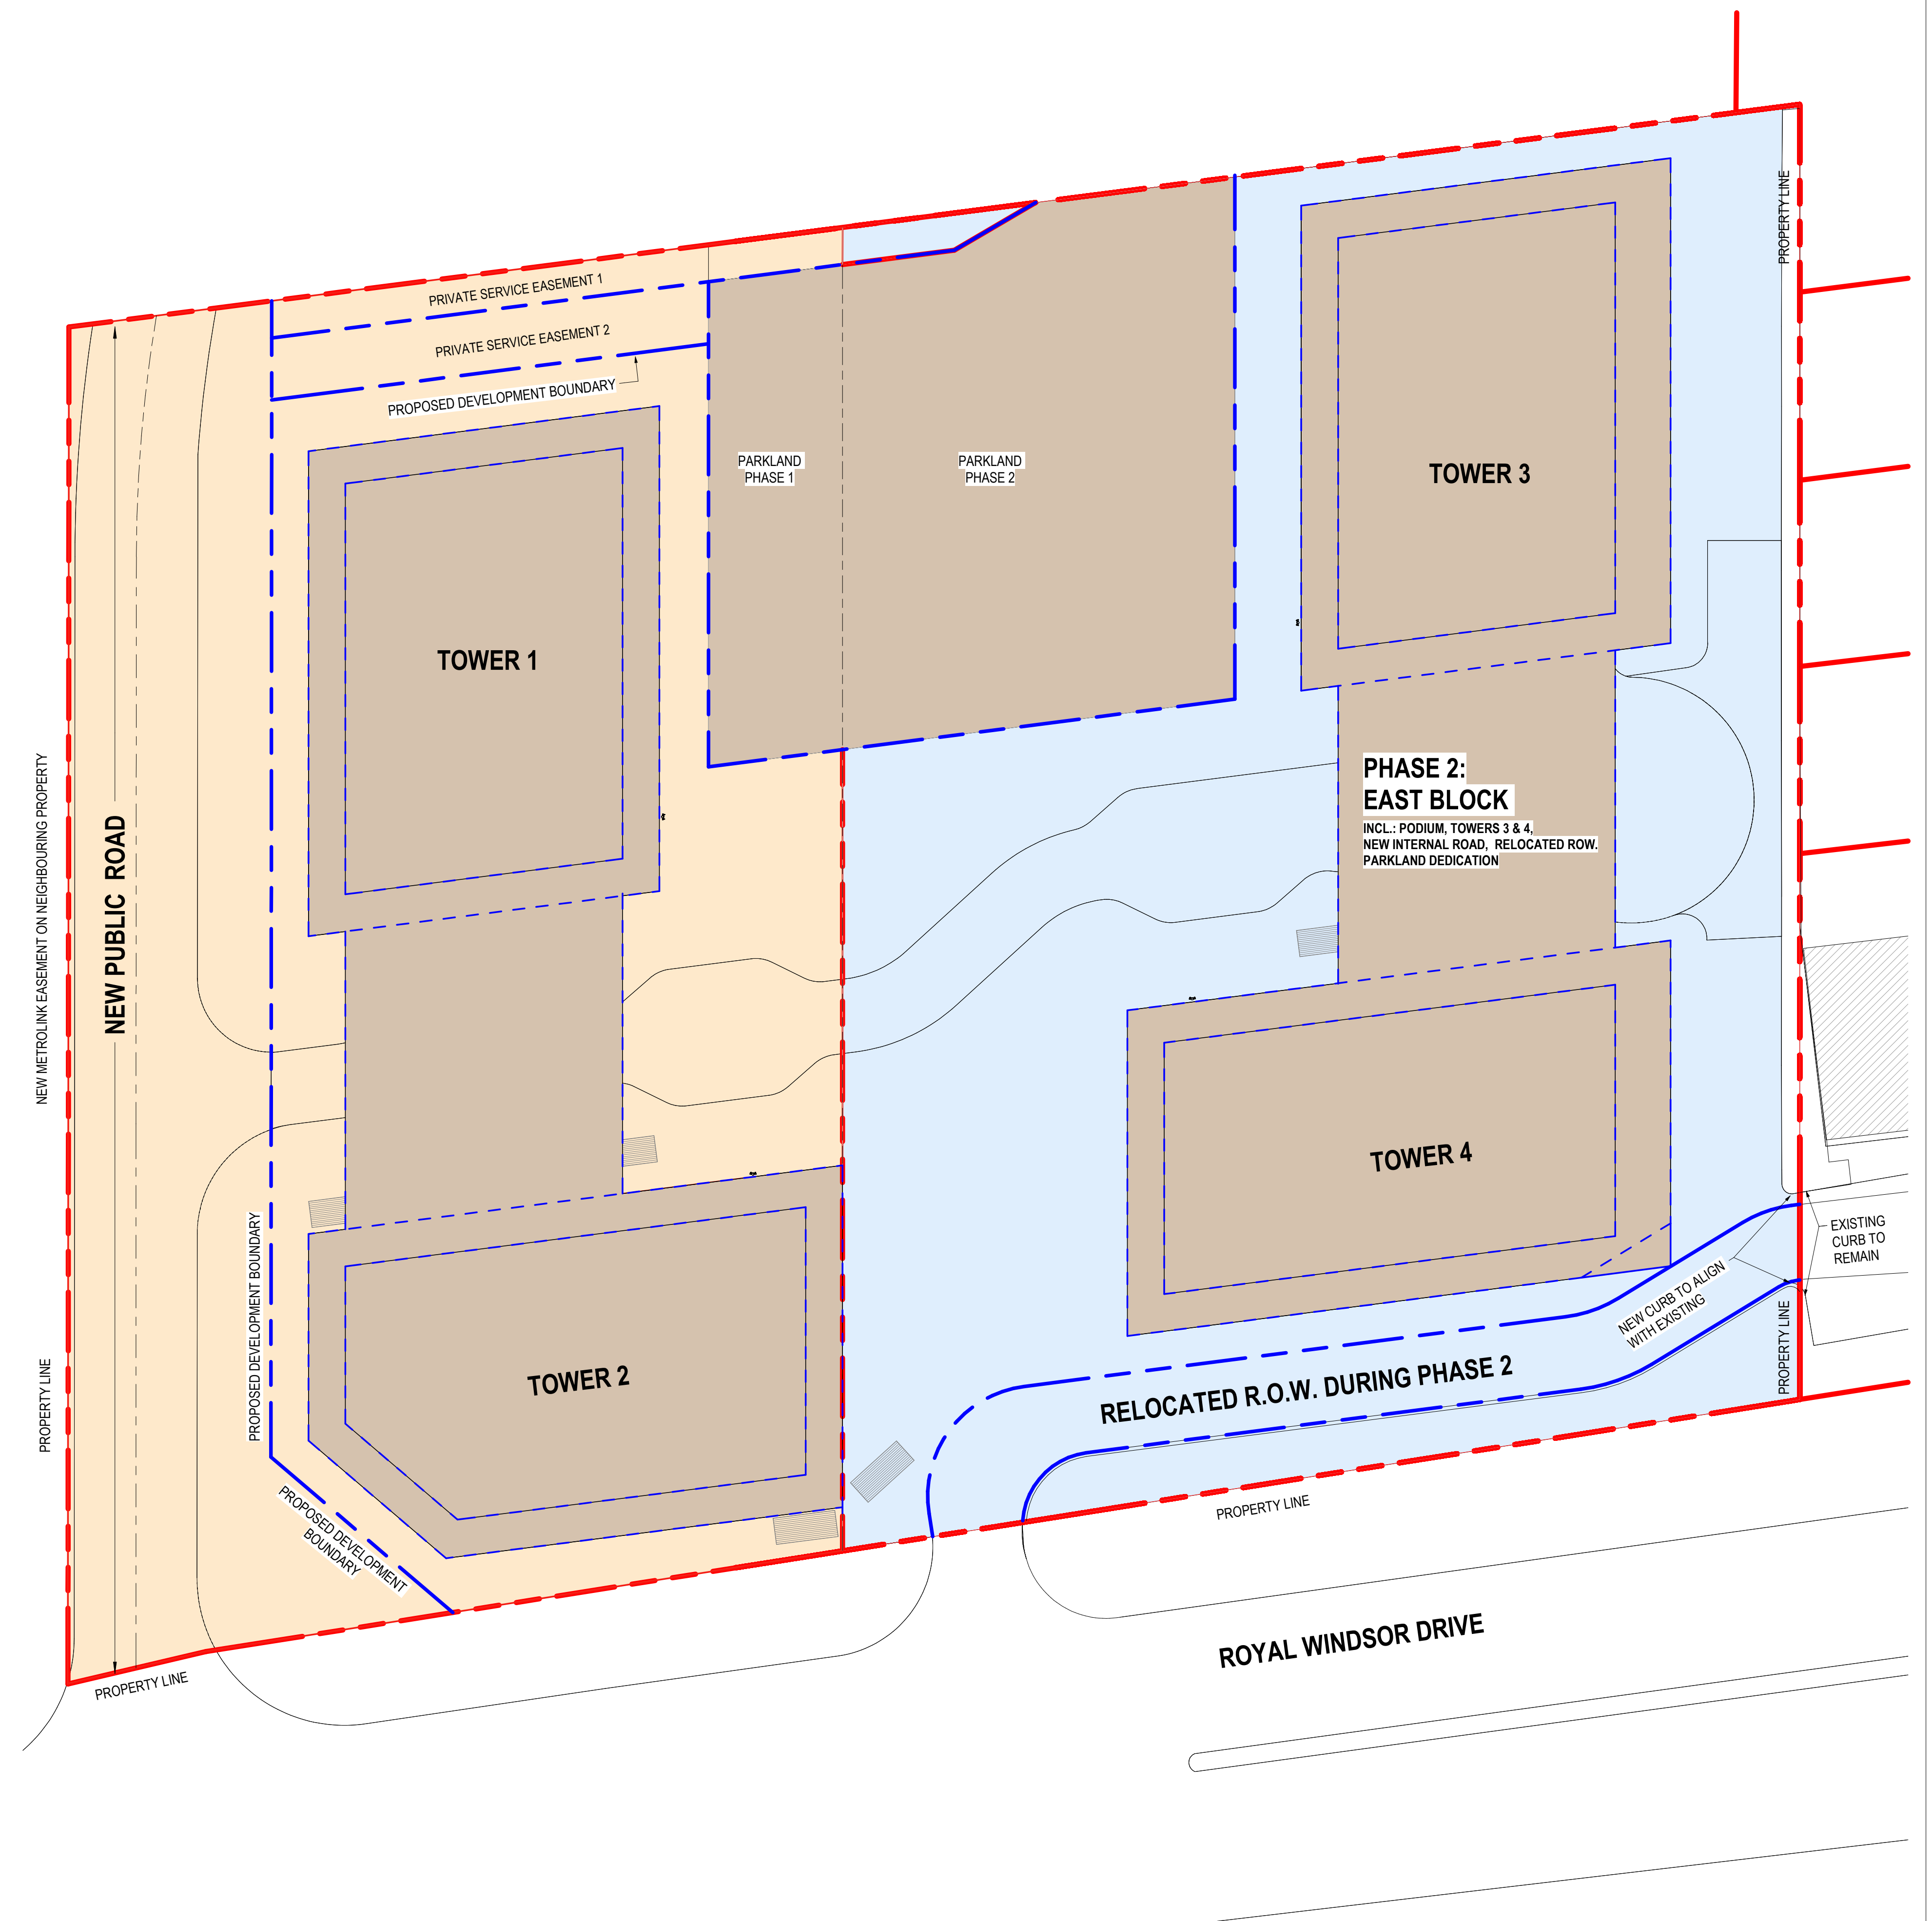 PROPERTY LINE
PRIVATE SERVICE EASEMENT 1
PRIVATE SERVICE EASEMENT 2
PROPOSED DEVELOPMENT BOUNDARY
PARKLAND
PHASE 1
PARKLAND
PHASE 2
TOWER 3
TOWER 1
PHASE 2:
EAST BLOCK
INCL.: PODIUM, TOWERS 3 & 4,
NEW INTERNAL ROAD, RELOCATED ROW.
PARKLAND DEDICATION
NEW METROLINK EASEMENT ON NEIGHBOURING PROPERTY
NEW PUBLIC ROAD
TOWER 4
EXISTING
CURB TO
REMAIN
NEW CURB TO ALIGN
WITH EXISTING
PROPERTY LINE
PROPOSED DEVELOPMENT BOUNDARY
PROPERTY LINE
TOWER 2
RELOCATED R.O.W. DURING PHASE 2
PROPERTY LINE
PROPOSED DEVELOPMENT
BOUNDARY
ROYAL WINDSOR DRIVE
PROPERTY LINE